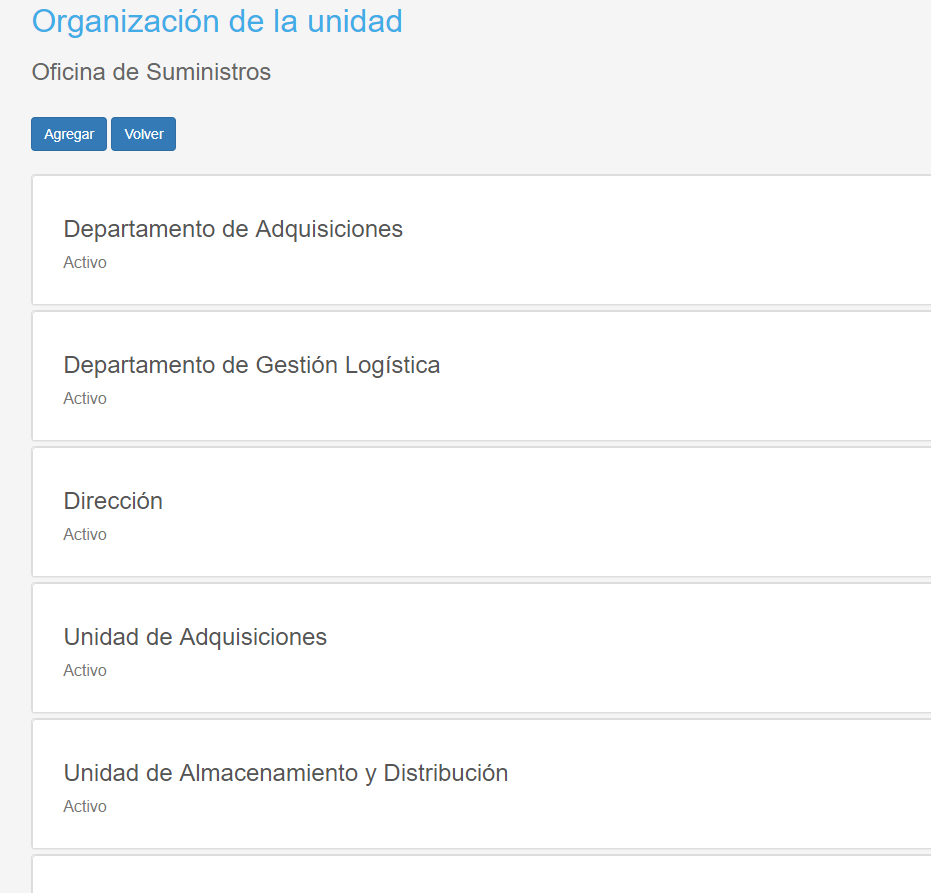 Organización de la unidad
Oficina de Suministros
Agregar Volver
Departamento de Adquisiciones
Activo
Departamento de Gestión Logística
Activo
Dirección
Activo
Unidad de Adquisiciones
Activo
Unidad de Almacenamiento y Distribución
Activo